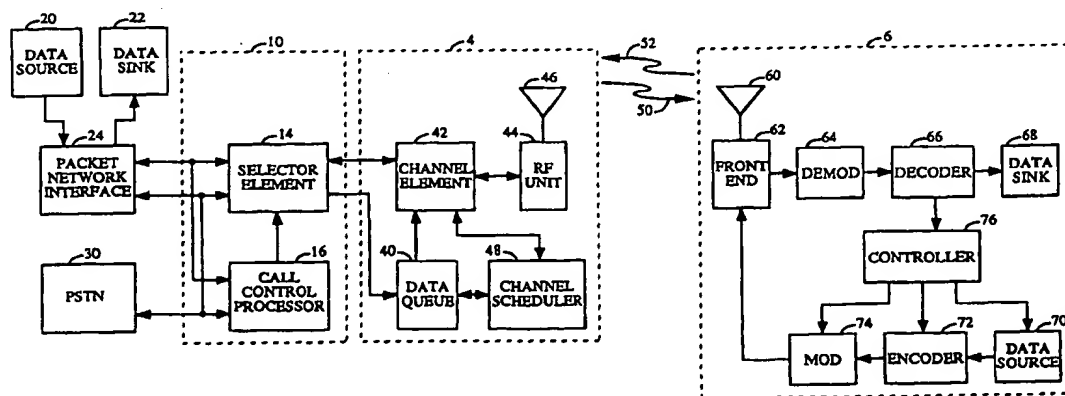 20
DATA
SOURCE
22
DATA
SINK
24
PACKET
NETWORK
INTERFACE
30
PSTN
10
14
SELECTOR
ELEMENT
16
CALL
CONTROL
PROCESSOR
4
42
CHANNEL
ELEMENT
46
44
RF
UNIT
40
DATA
QUEUE
48
CHANNEL
SCHEDULER
52
50
6
60
62
FRONT
END
64
DEMOD
66
DECODER
68
DATA
SINK
76
CONTROLLER
74
MOD
72
ENCODER
70
DATA
SOURCE